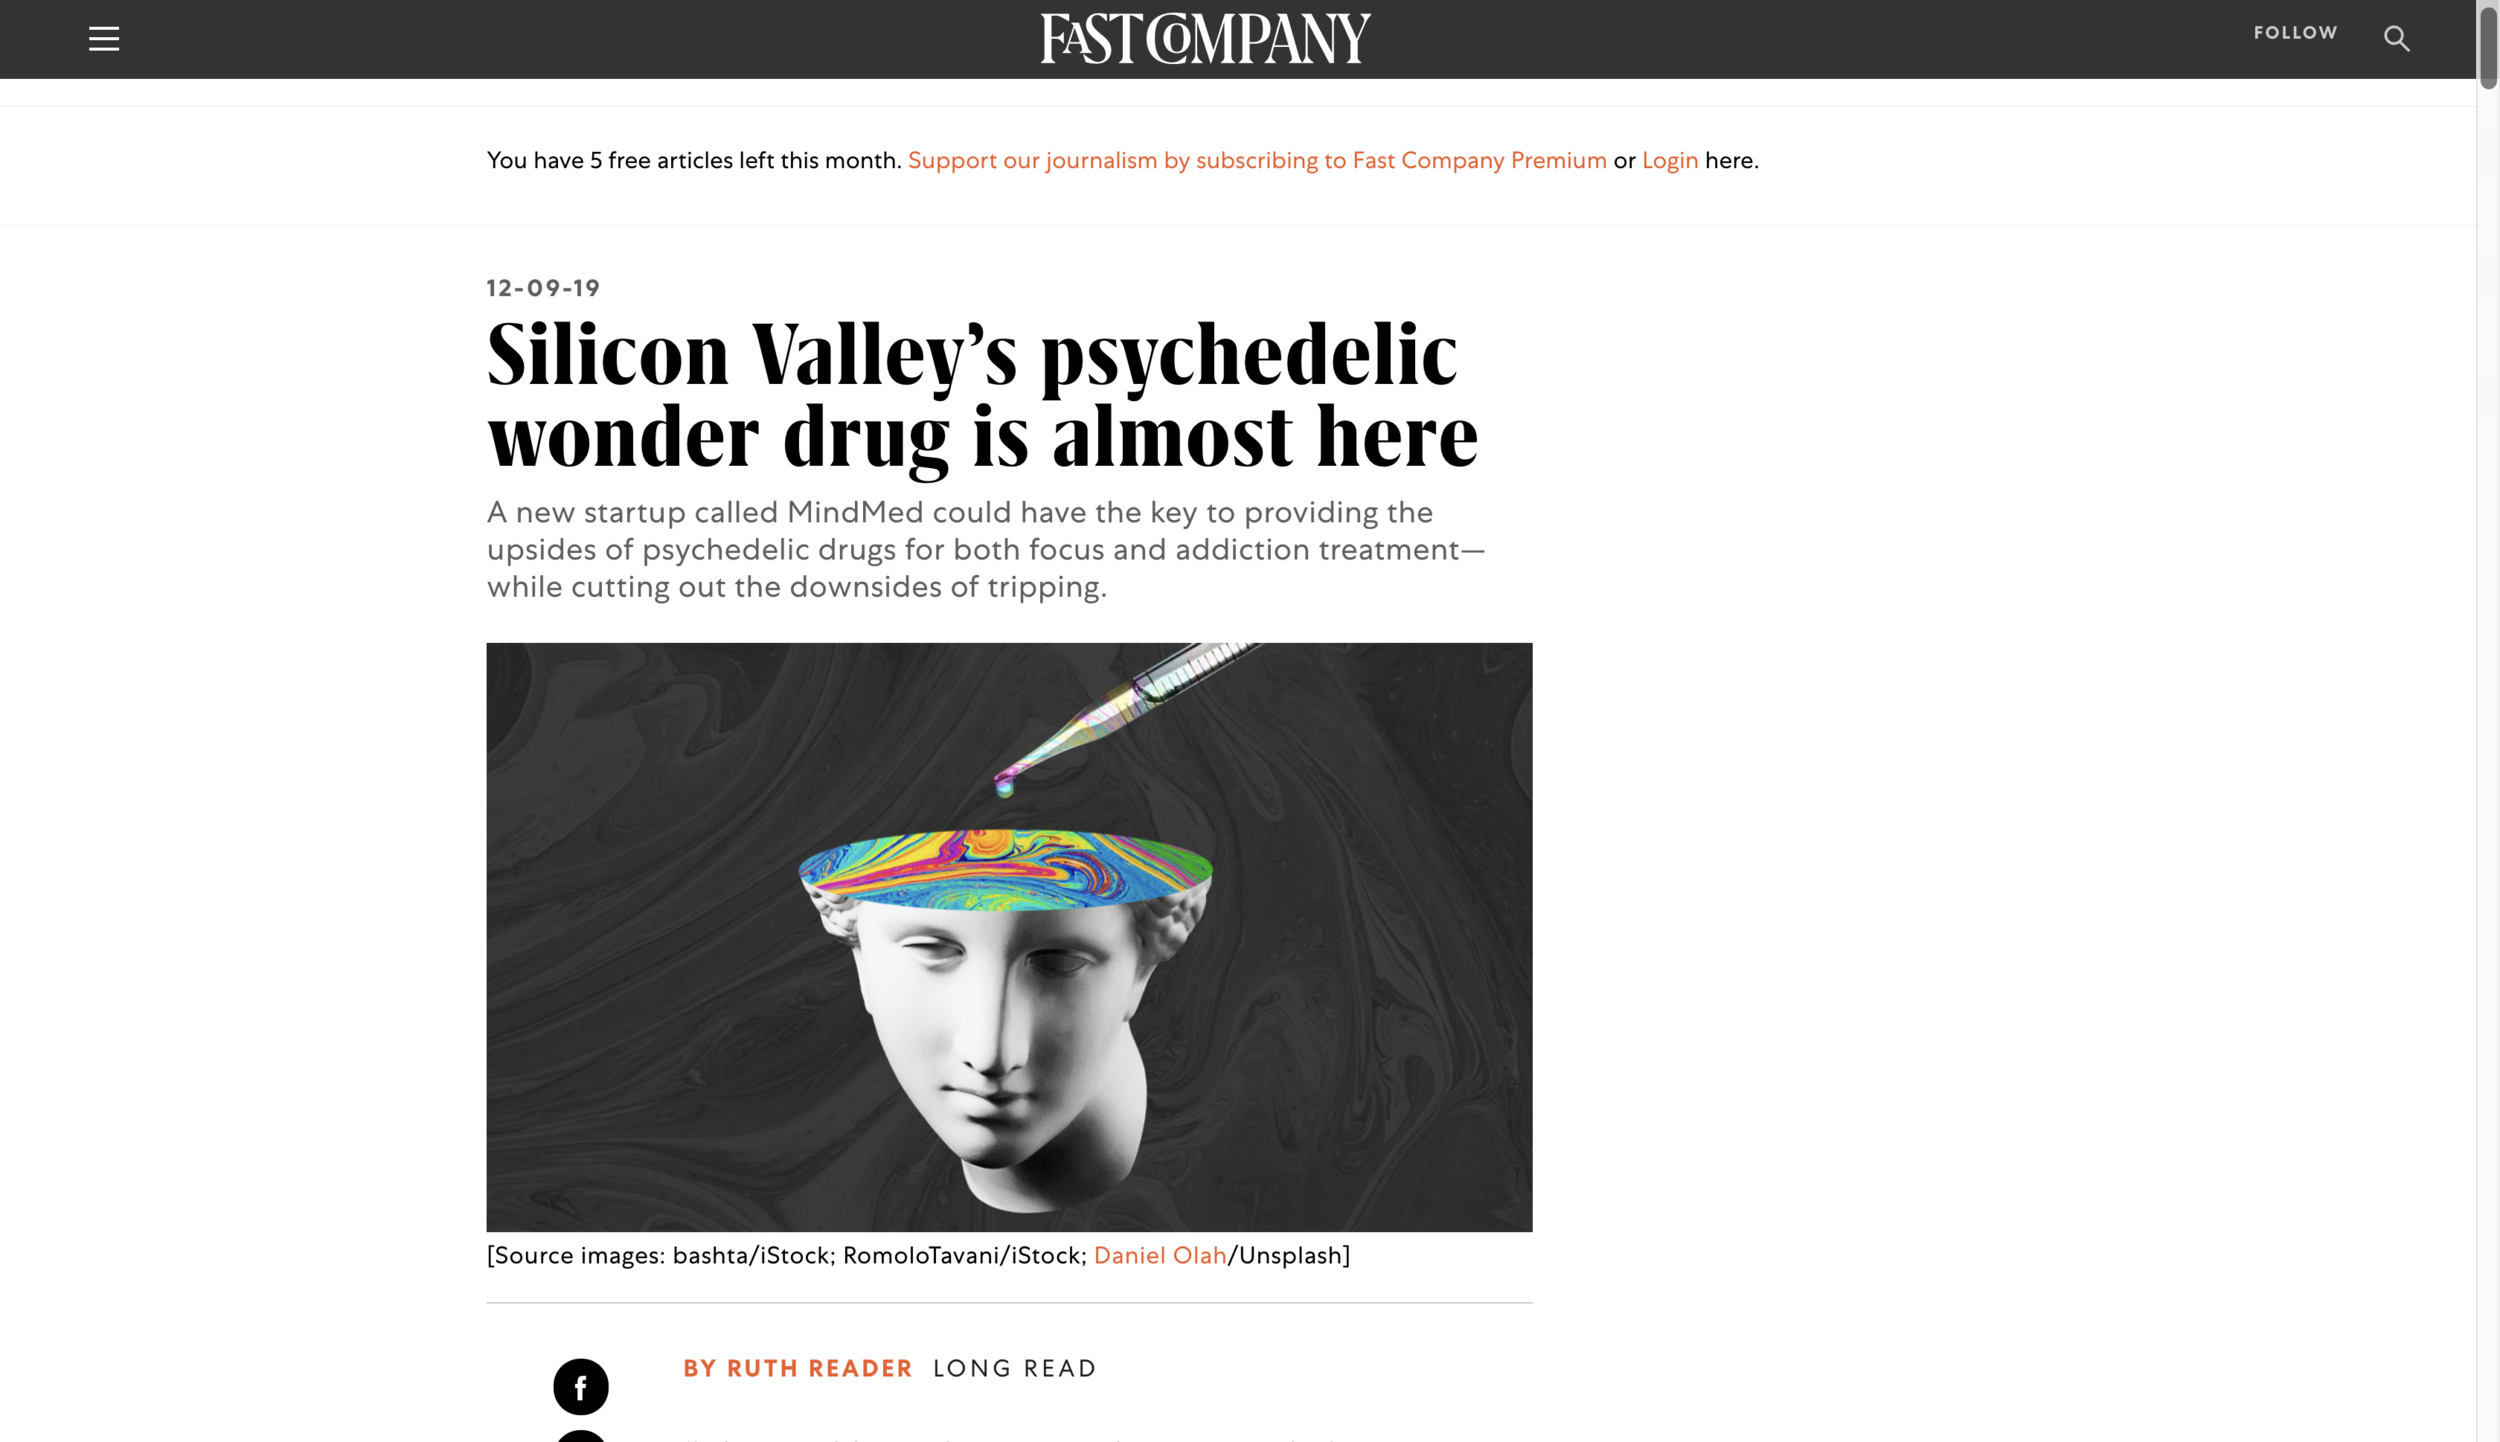 FAST COMPANY
FOLLOW
You have 5 free articles left this month. Support our journalism by subscribing to Fast Company Premium or Login here.
12-09-19
Silicon Valley’s psychedelic
wonder drug is almost here
A new startup called MindMed could have the key to providing the
upsides of psychedelic drugs for both focus and addiction treatment—
while cutting out the downsides of tripping.
[Source images: bashta/iStock; RomoloTavani/iStock; Daniel Olah/Unsplash]
BY RUTH READER LONG READ